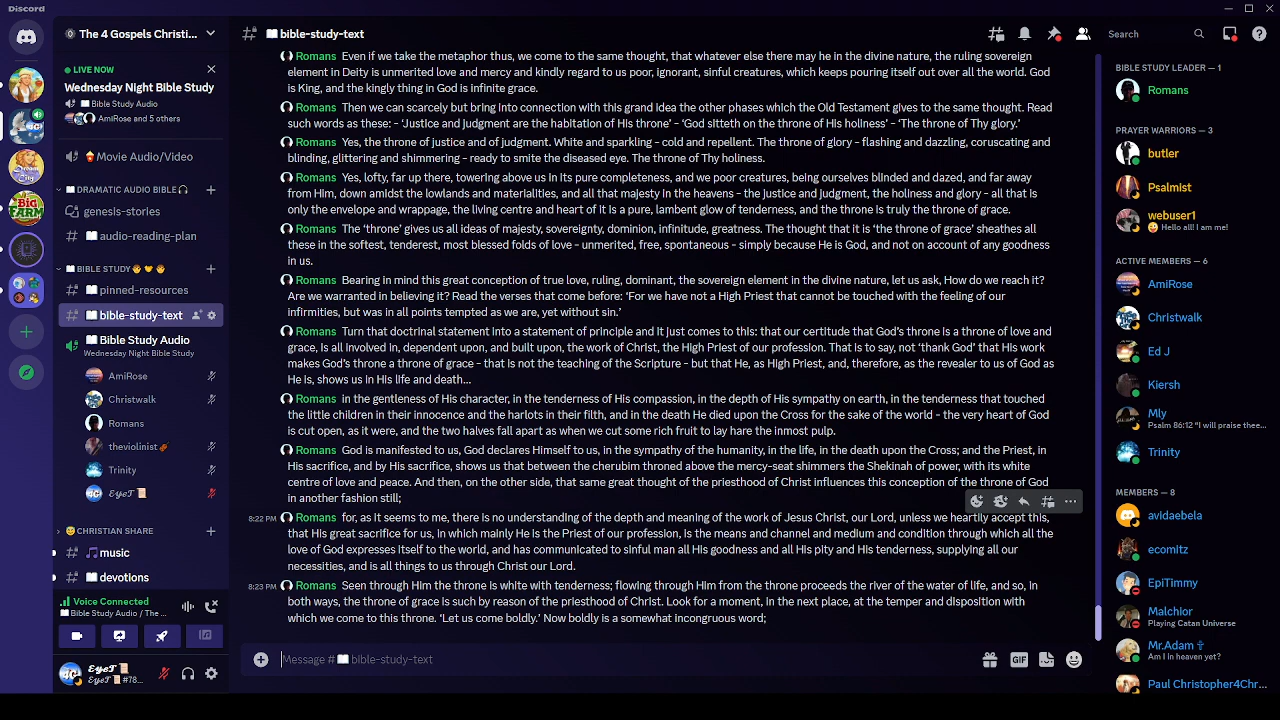 Discord
The 4 Gospels Christi...
LIVE NOW
Wednesday Night Bible Study
Bible Study Audio
AmiRose and 5 others
Movie Audio/Video
DRAMATIC AUDIO BIBLE
genesis-stories
audio-reading-plan
BIBLE STUDY
pinned-resources
bible-study-text
Bible Study Audio
Wednesday Night Bible Study
AmiRose
Christwalk
Romans
theviolinist
Trinity
ƐყҽƬ
CHRISTIAN SHARE
music
devotions
Voice Connected
Bible Study Audio / The ...
ƐყҽƬ
ƐყҽƬ #78...
bible-study-text
Search
Romans Even if we take the metaphor thus, we come to the same thought, that whatever else there may he in the divine nature, the ruling sovereign
element in Deity is unmerited love and mercy and kindly regard to us poor, ignorant, sinful creatures, which keeps pouring itself out over all the world. God
is King, and the kingly thing in God is infinite grace.
Romans Then we can scarcely but bring into connection with this grand idea the other phases which the Old Testament gives to the same thought. Read
such words as these: - ‘Justice and judgment are the habitation of His throne’ - ‘God sitteth on the throne of His holiness’ - ‘The throne of Thy glory.’
Romans Yes, the throne of justice and of judgment. White and sparkling - cold and repellent. The throne of glory - flashing and dazzling, coruscating and
blinding, glittering and shimmering - ready to smite the diseased eye. The throne of Thy holiness.
Romans Yes, lofty, far up there, towering above us in its pure completeness, and we poor creatures, being ourselves blinded and dazed, and far away
from Him, down amidst the lowlands and materialities, and all that majesty in the heavens - the justice and judgment, the holiness and glory - all that is
only the envelope and wrappage, the living centre and heart of it is a pure, lambent glow of tenderness, and the throne is truly the throne of grace.
Romans The ‘throne’ gives us all ideas of majesty, sovereignty, dominion, infinitude, greatness. The thought that it is ‘the throne of grace’ sheathes all
these in the softest, tenderest, most blessed folds of love - unmerited, free, spontaneous - simply because He is God, and not on account of any goodness
in us.
Romans Bearing in mind this great conception of true love, ruling, dominant, the sovereign element in the divine nature, let us ask, How do we reach it?
Are we warranted in believing it? Read the verses that come before: ‘For we have not a High Priest that cannot be touched with the feeling of our
infirmities, but was in all points tempted as we are, yet without sin.’
Romans Turn that doctrinal statement into a statement of principle and it just comes to this: that our certitude that God’s throne is a throne of love and
grace, is all involved in, dependent upon, and built upon, the work of Christ, the High Priest of our profession. That is to say, not ‘thank God’ that His work
makes God’s throne a throne of grace - that is not the teaching of the Scripture - but that He, as High Priest, and, therefore, as the revealer to us of God as
He is, shows us in His life and death...
Romans in the gentleness of His character, in the tenderness of His compassion, in the depth of His sympathy on earth, in the tenderness that touched
the little children in their innocence and the harlots in their filth, and in the death He died upon the Cross for the sake of the world - the very heart of God
is cut open, as it were, and the two halves fall apart as when we cut some rich fruit to lay hare the inmost pulp.
Romans God is manifested to us, God declares Himself to us, in the sympathy of the humanity, in the life, in the death upon the Cross; and the Priest, in
His sacrifice, and by His sacrifice, shows us that between the cherubim throned above the mercy-seat shimmers the Shekinah of power, with its white
centre of love and peace. And then, on the other side, that same great thought of the priesthood of Christ influences this conception of the throne of God
in another fashion still;
8:22 PM Romans for, as it seems to me, there is no understanding of the depth and meaning of the work of Jesus Christ, our Lord, unless we heartily accept this,
that His great sacrifice for us, in which mainly He is the Priest of our profession, is the means and channel and medium and condition through which all the
love of God expresses itself to the world, and has communicated to sinful man all His goodness and all His pity and His tenderness, supplying all our
necessities, and is all things to us through Christ our Lord.
8:23 PM Romans Seen through Him the throne is white with tenderness; flowing through Him from the throne proceeds the river of the water of life, and so, in
both ways, the throne of grace is such by reason of the priesthood of Christ. Look for a moment. In the next place, at the temper and disposition with
which we come to this throne. ‘Let us come boldly.’ Now boldly is a somewhat incongruous word;
Message # bible-study-text
GIF
BIBLE STUDY LEADER — 1
Romans
PRAYER WARRIORS — 3
butler
Psalmist
webuser1
Hello all! I am me!
ACTIVE MEMBERS — 6
AmiRose
Christwalk
Ed J
Kiersh
Mly
Psalm 86:12 "I will praise thee...
Trinity
MEMBERS — 8
avidaebela
ecomitz
EpiTimmy
Malchior
Playing Catan Universe
Mr.Adam ✞
Am I in heaven yet?
Paul Christopher4Chr...